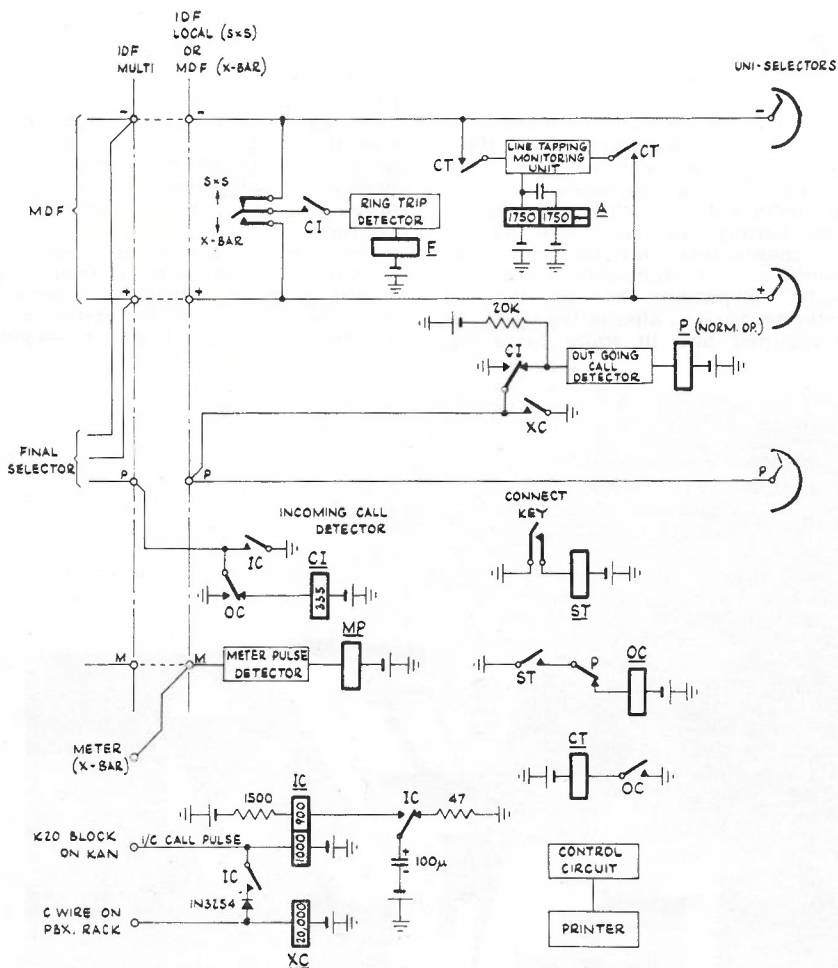 IDF
LOCAL (S×S)
OR
MDF (X-BAR)
IDF
MULTI
UNI-SELECTORS
-
-
-
CT
LINE TAPPING
MONITORING
UNIT
CT
S×S
MDF
X-BAR
CI
RING TRIP
DETECTOR
F
1750
1750
A
+
+
+
20K
P (NORM. OP.)
CI
OUT GOING
CALL
DETECTOR
XC
FINAL
SELECTOR
P
P
P
INCOMING CALL
DETECTOR
CONNECT
KEY
IC
CI
OC
335
ST
MP
M
M
METER PULSE
DETECTOR
ST
P
OC
METER
(X-BAR)
CT
OC
IC
1500
900
IC
47
K20 BLOCK
ON KAN
I/C CALL PULSE
1000
+
-
100μ
IC
IN3254
C WIRE ON
PBX. RACK
20,000
XC
CONTROL
CIRCUIT
PRINTER